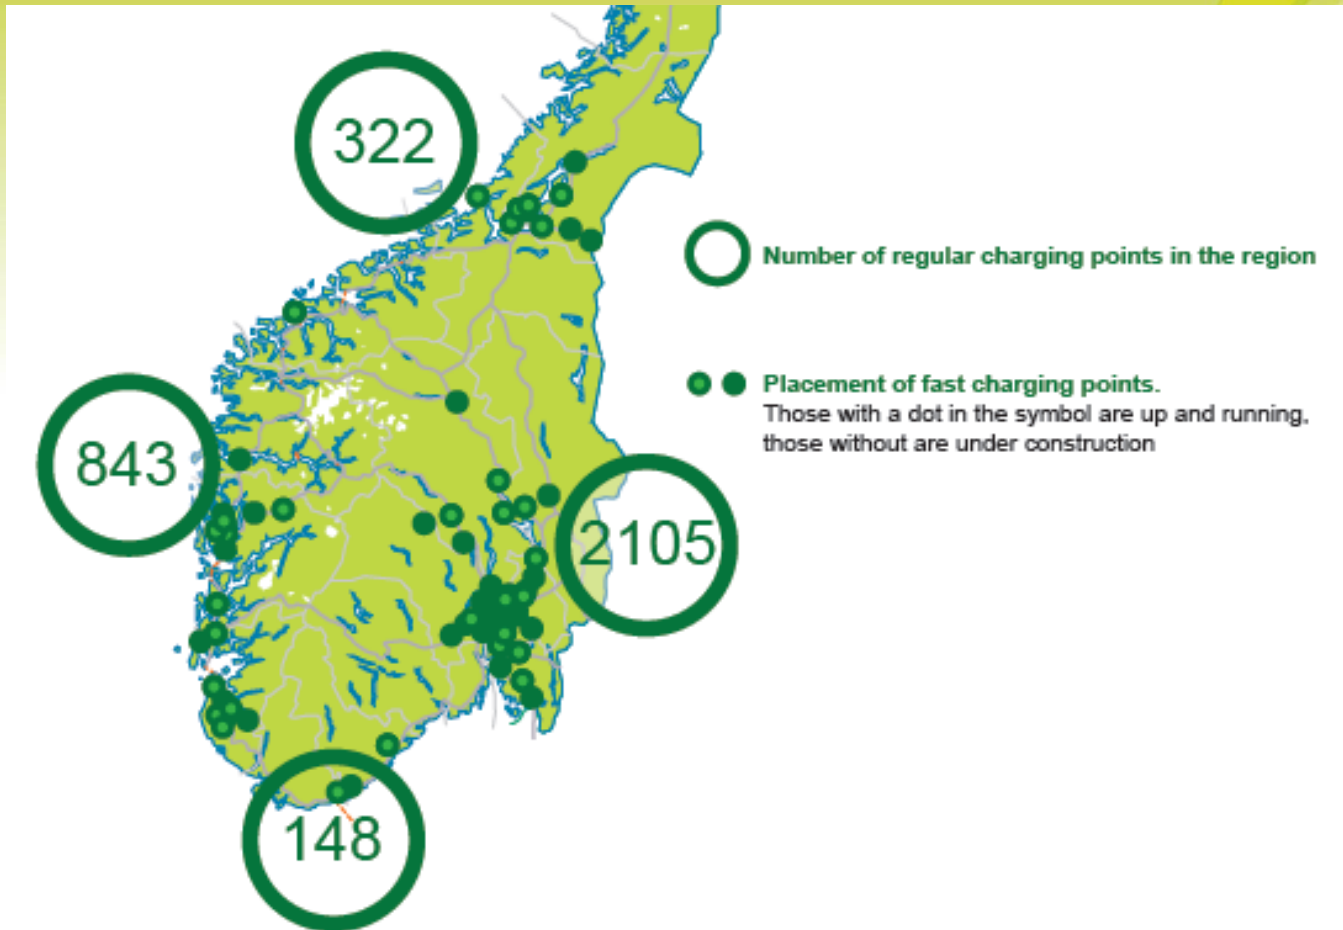 322
Number of regular charging points in the region
Placement of fast charging points.
Those with a dot in the symbol are up and running,
those without are under construction
843
2105
148